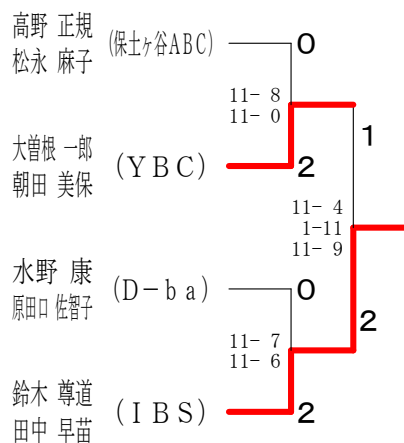 高野 正規
松永 麻子
(保土ヶ谷ABC)
0
11- 8
11- 0
大曽根 一郎
朝田 美保
(YBC)
2
1
11- 4
1-11
11- 9
水野 康
原田口 佐智子
(D-ba)
0
2
11- 7
11- 6
鈴木 尊道
田中 早苗
(IBS)
2